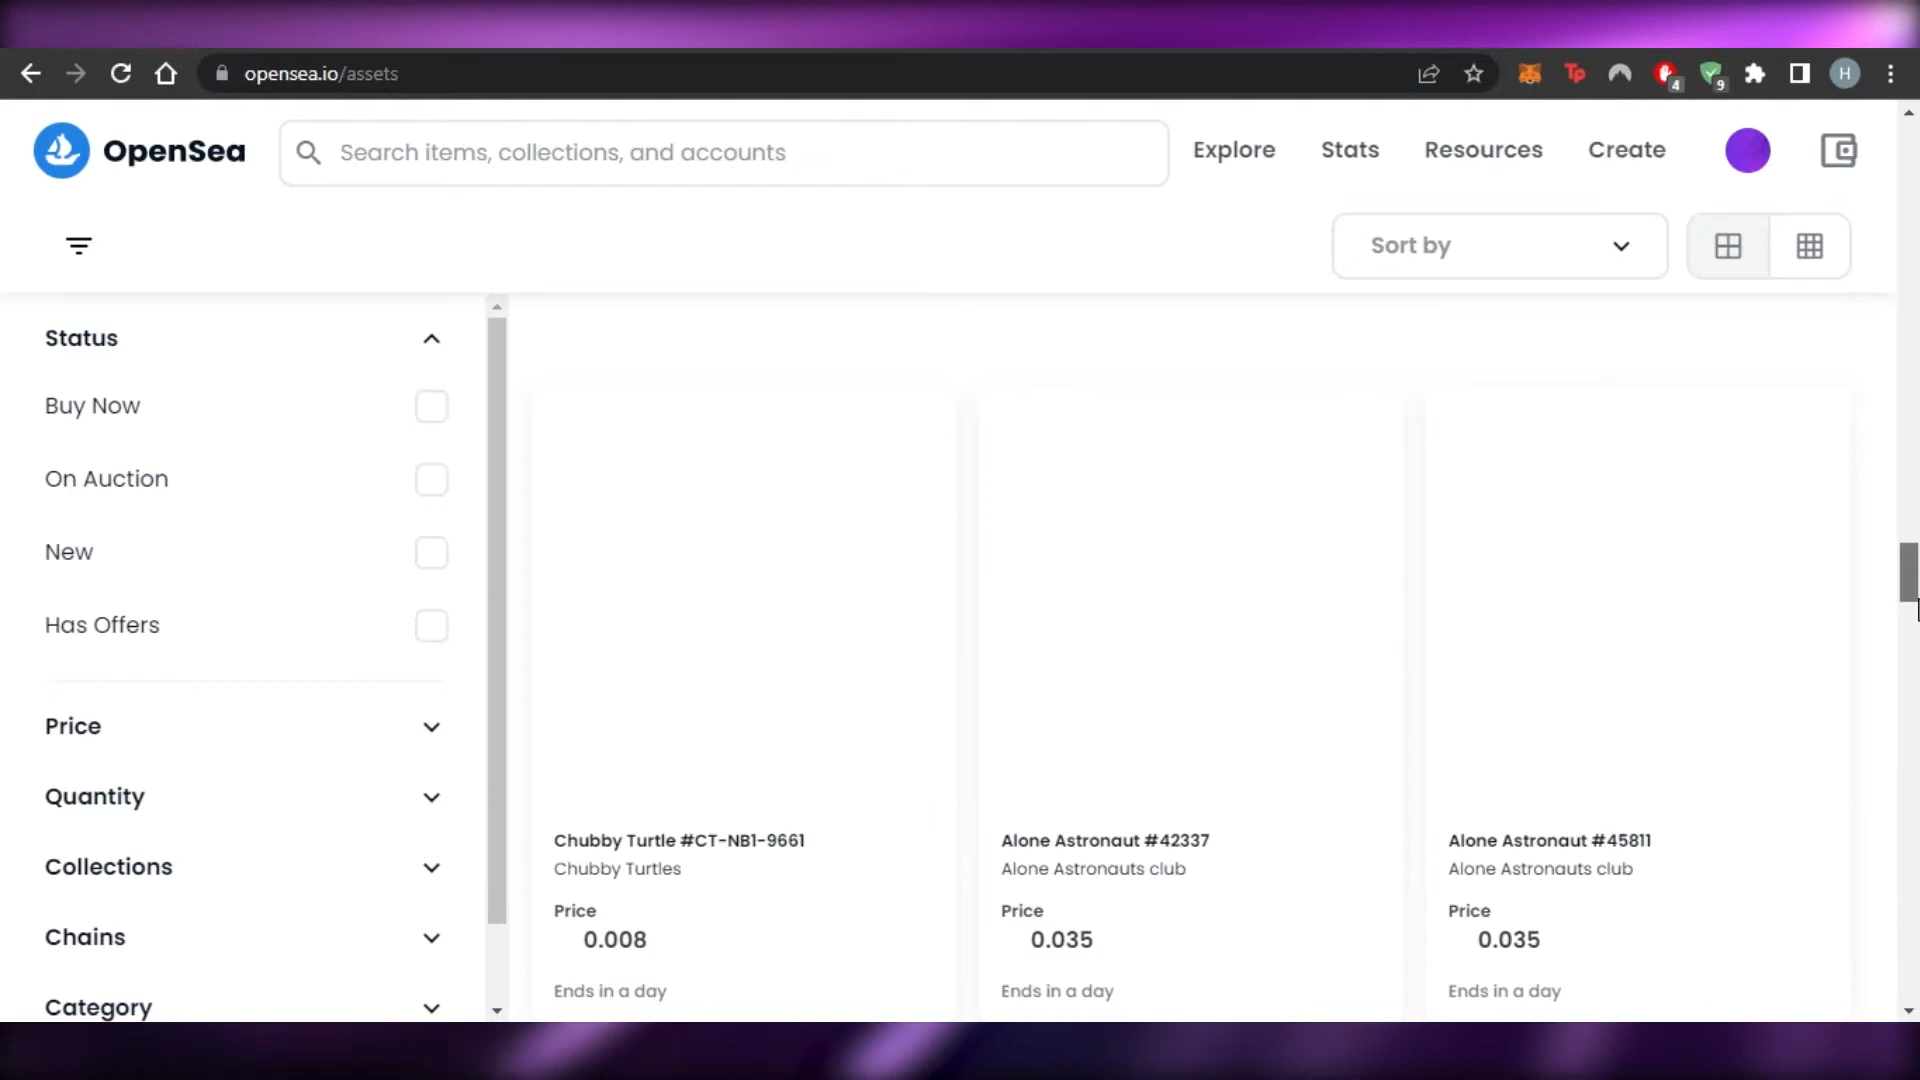 opensea.io/assets
Tp
4
9
H
OpenSea
Search items, collections, and accounts
Explore
Stats
Resources
Create
Sort by
Status
Buy Now
On Auction
New
Has Offers
Price
Quantity
Collections
Chains
Category
Chubby Turtle #CT-NB1-9661
Chubby Turtles
Price
0.008
Ends in a day
Alone Astronaut #42337
Alone Astronauts club
Price
0.035
Ends in a day
Alone Astronaut #45811
Alone Astronauts club
Price
0.035
Ends in a day